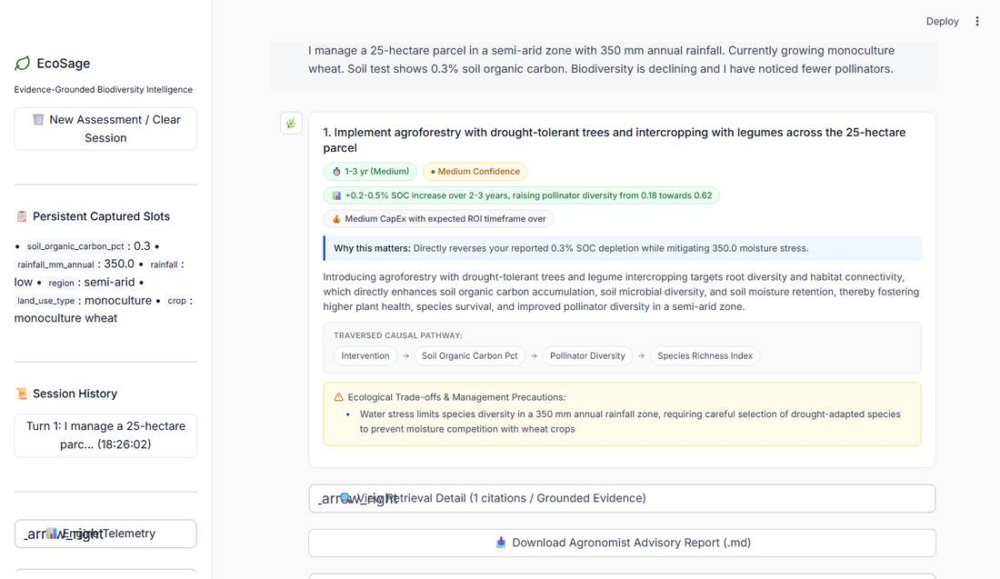 Deploy
EcoSage
Evidence-Grounded Biodiversity Intelligence
New Assessment / Clear
Session
Persistent Captured Slots
• soil_organic_carbon_pct : 0.3 •
rainfall_mm_annual : 350.0 • rainfall :
low • region : semi-arid •
land_use_type : monoculture • crop :
monoculture wheat
Session History
Turn 1: I manage a 25-hectare
parc... (18:26:02)
_arrow_right Engine Telemetry
I manage a 25-hectare parcel in a semi-arid zone with 350 mm annual rainfall. Currently growing monoculture
wheat. Soil test shows 0.3% soil organic carbon. Biodiversity is declining and I have noticed fewer pollinators.
1. Implement agroforestry with drought-tolerant trees and intercropping with legumes across the 25-hectare
parcel
1-3 yr (Medium) ● Medium Confidence
+0.2-0.5% SOC increase over 2-3 years, raising pollinator diversity from 0.18 towards 0.62
Medium CapEx with expected ROI timeframe over
Why this matters: Directly reverses your reported 0.3% SOC depletion while mitigating 350.0 moisture stress.
Introducing agroforestry with drought-tolerant trees and legume intercropping targets root diversity and habitat connectivity,
which directly enhances soil organic carbon accumulation, soil microbial diversity, and soil moisture retention, thereby fostering
higher plant health, species survival, and improved pollinator diversity in a semi-arid zone.
TRAVERSED CAUSAL PATHWAY:
Intervention → Soil Organic Carbon Pct → Pollinator Diversity → Species Richness Index
Ecological Trade-offs & Management Precautions:
• Water stress limits species diversity in a 350 mm annual rainfall zone, requiring careful selection of drought-adapted species
to prevent moisture competition with wheat crops
_arrow_right View Retrieval Detail (1 citations / Grounded Evidence)
Download Agronomist Advisory Report (.md)